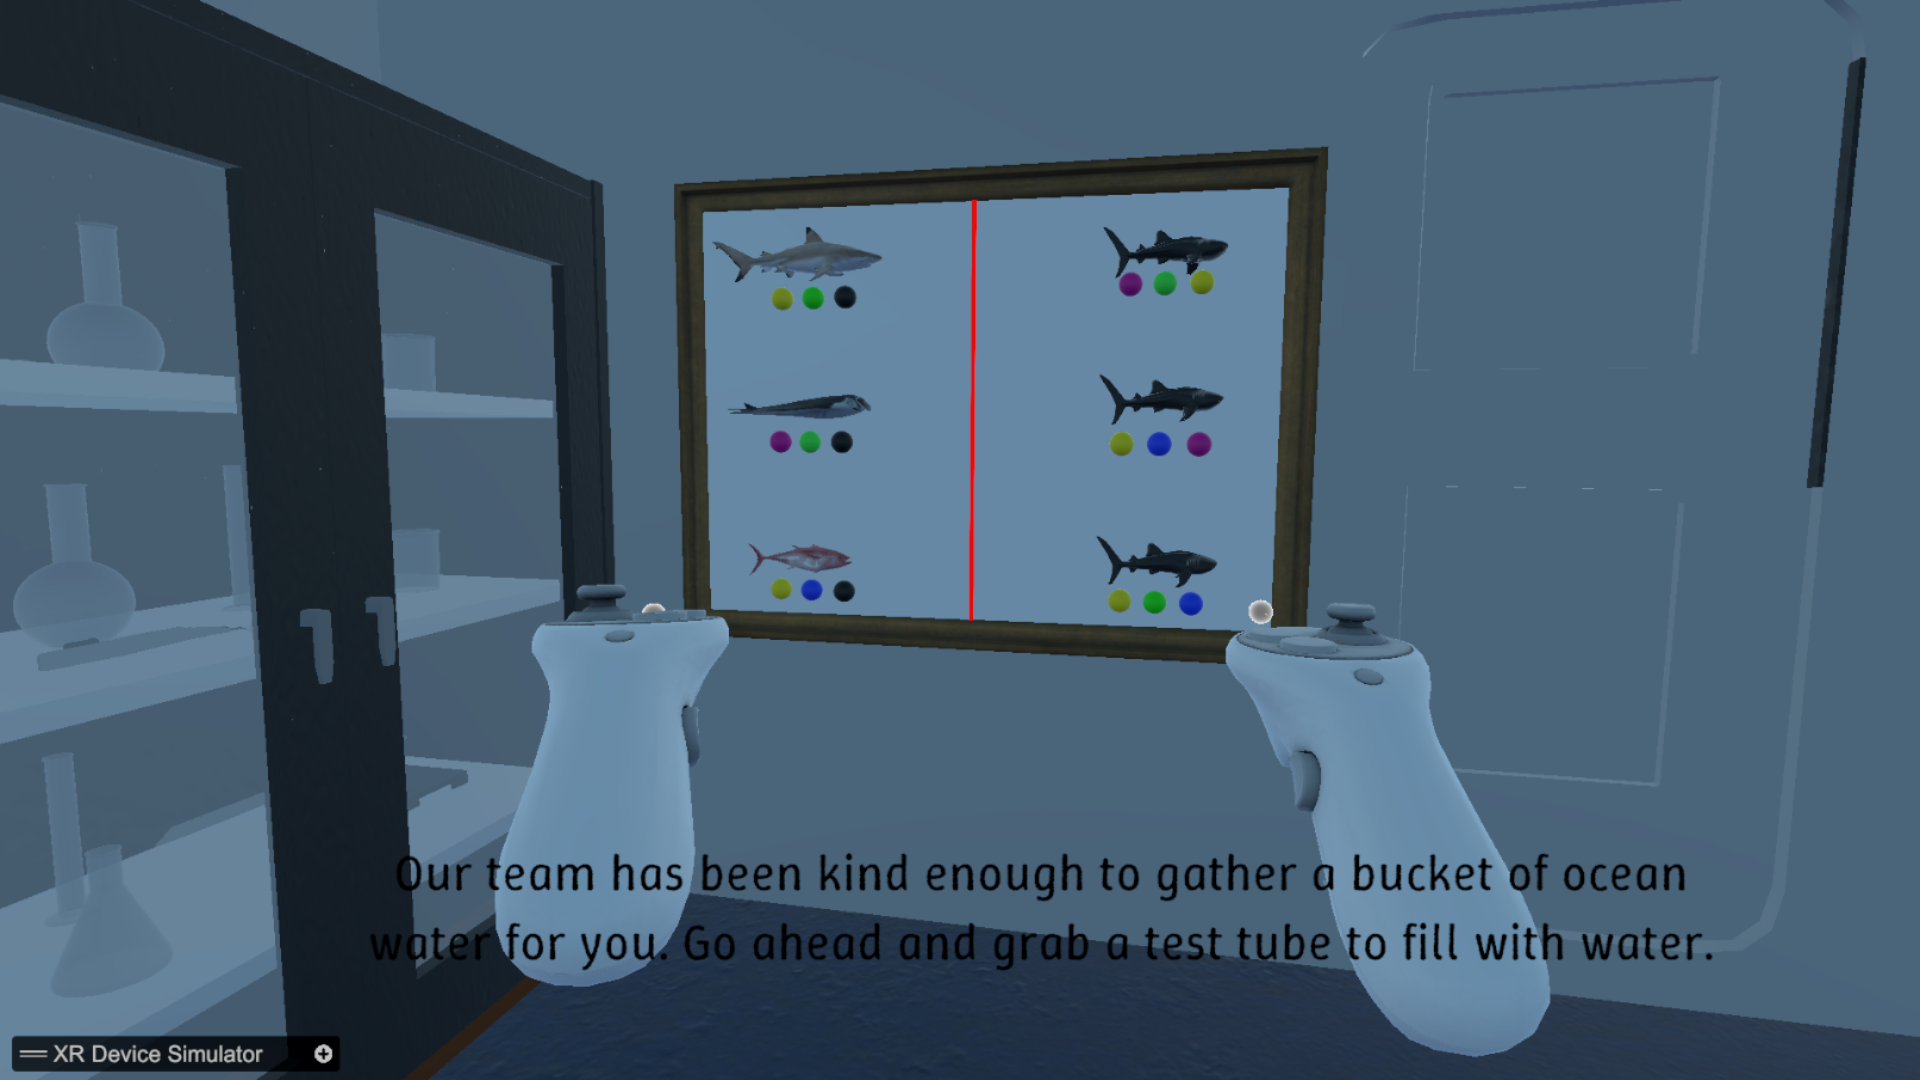 Our team has been kind enough to gather a bucket of ocean
water for you. Go ahead and grab a test tube to fill with water.
XR Device Simulator